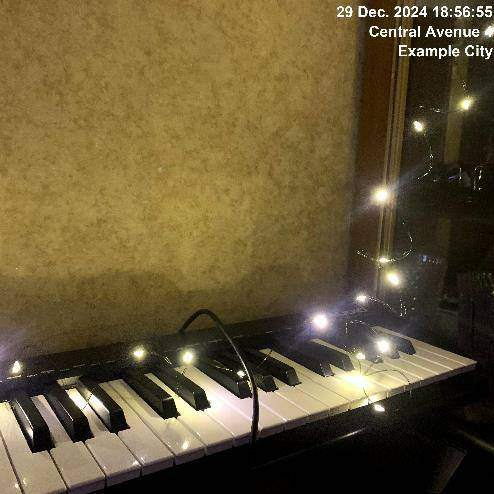 29 Dec. 2024 18:56:55
Central Avenue
Example City